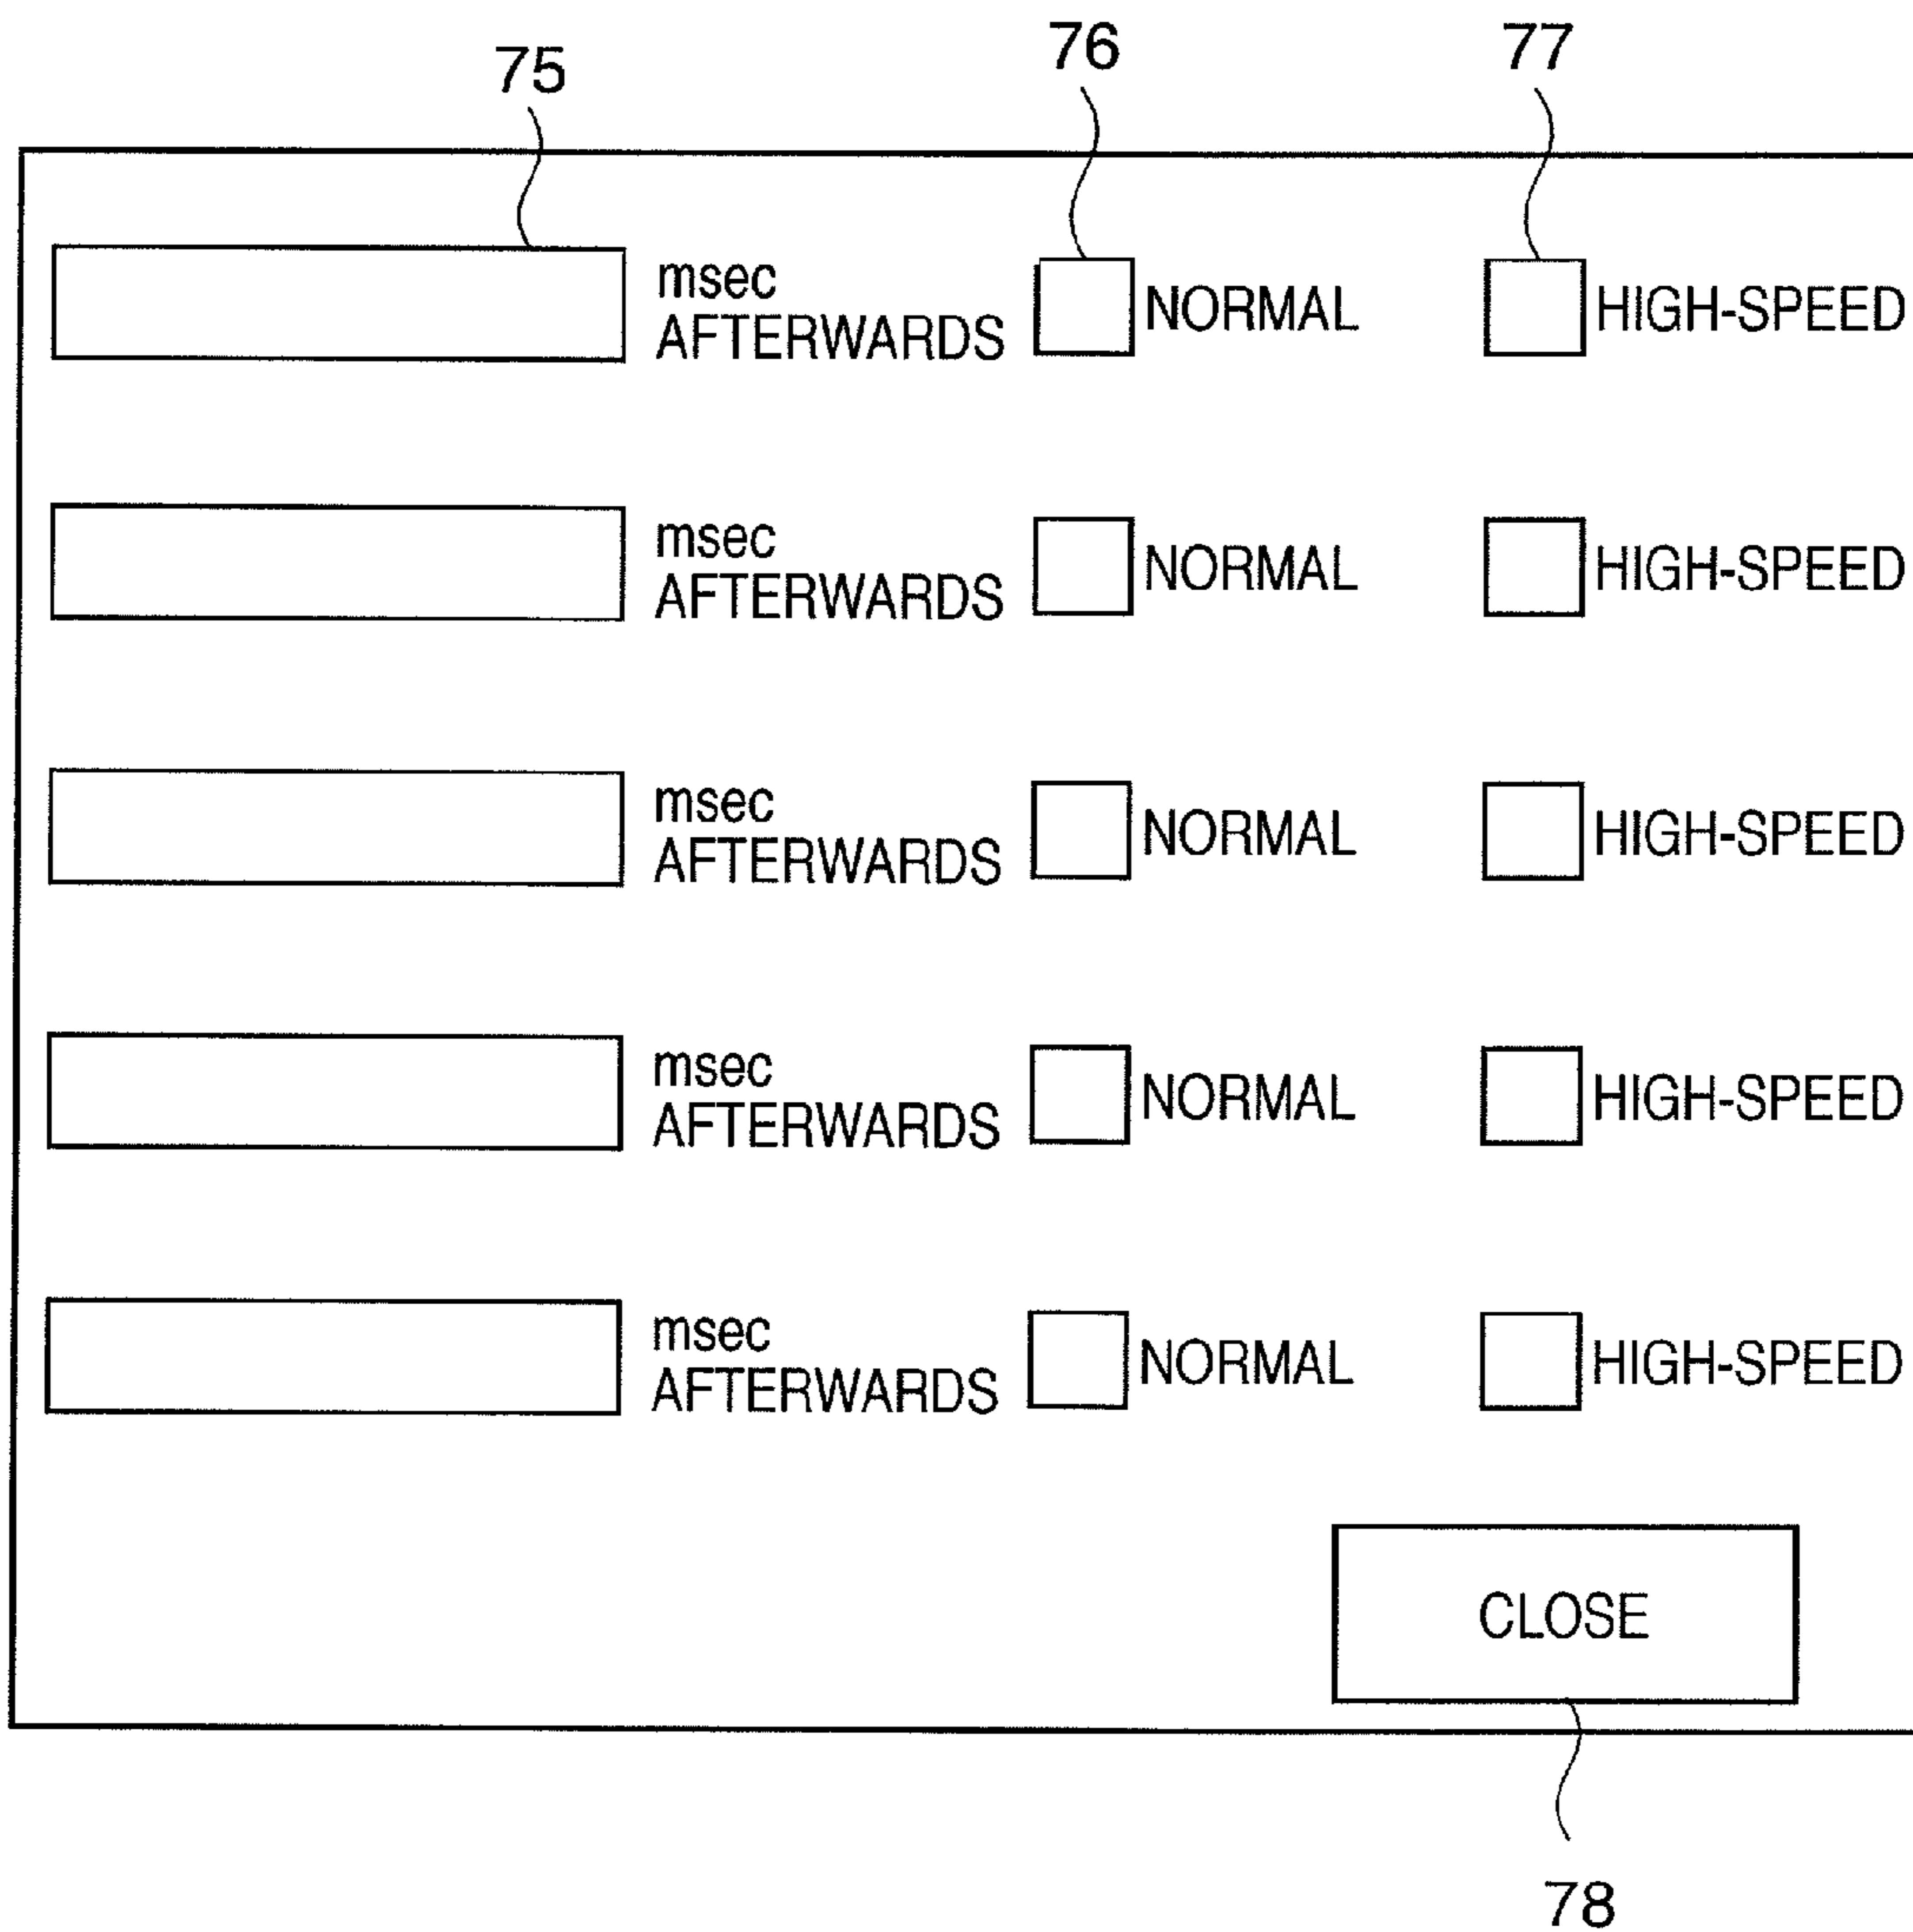 75 76 77
msec
AFTERWARDS NORMAL HIGH-SPEED
msec
AFTERWARDS NORMAL HIGH-SPEED
msec
AFTERWARDS NORMAL HIGH-SPEED
msec
AFTERWARDS NORMAL HIGH-SPEED
msec
AFTERWARDS NORMAL HIGH-SPEED
CLOSE
78